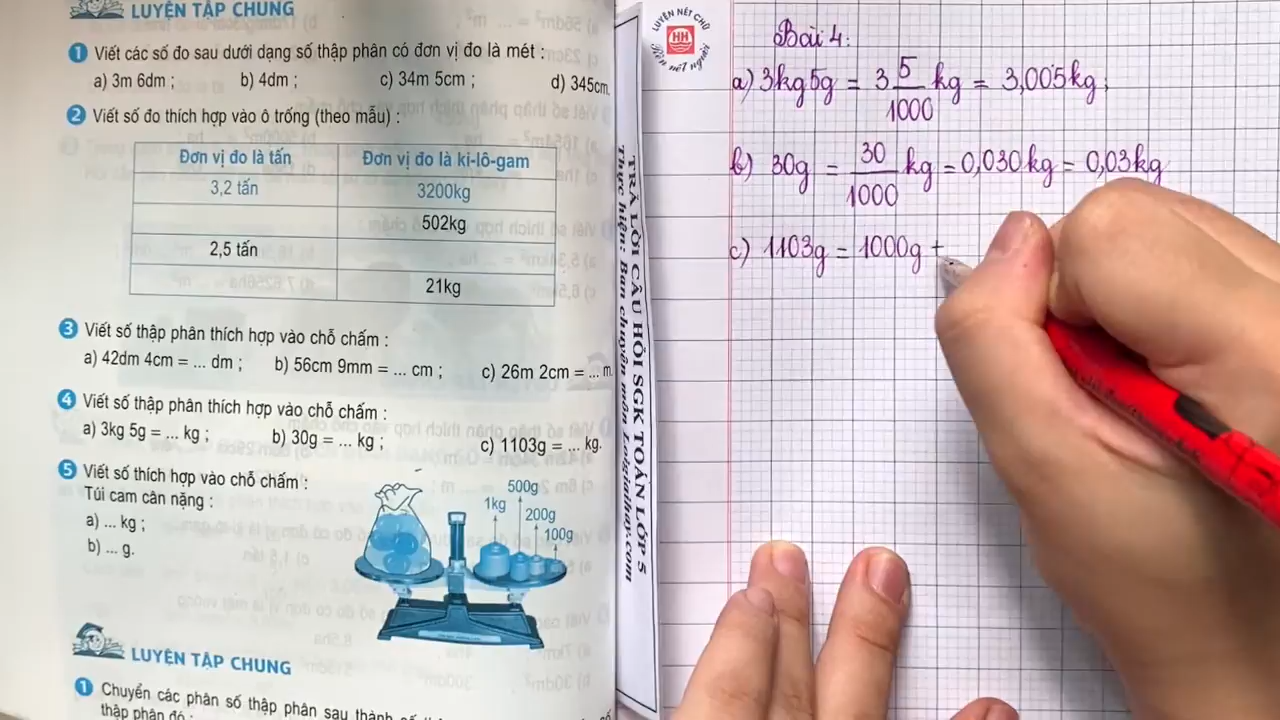 LUYỆN TẬP CHUNG
1 Viết các số đo sau dưới dạng số thập phân có đơn vị đo là mét :
a) 3m 6dm ; b) 4dm ; c) 34m 5cm ; d) 345cm.
2 Viết số đo thích hợp vào ô trống (theo mẫu) :
Đơn vị đo là tấn Đơn vị đo là ki-lô-gam
3,2 tấn 3200kg
502kg
2,5 tấn
21kg
3 Viết số thập phân thích hợp vào chỗ chấm :
a) 42dm 4cm = ... dm ; b) 56cm 9mm = ... cm ; c) 26m 2cm = ... m.
4 Viết số thập phân thích hợp vào chỗ chấm :
a) 3kg 5g = ... kg ; b) 30g = ... kg ; c) 1103g = ... kg.
5 Viết số thích hợp vào chỗ chấm :
Túi cam cân nặng :
a) ... kg ;
b) ... g.
500g
1kg
200g
100g
LUYỆN TẬP CHUNG
1 Chuyển các phân số thập phân sau thành số
thập phân đó :
TRẢ LỜI CÂU HỎI SGK TOÁN LỚP 5
Thực hiện: Ban chuyên môn Loigiaihay.com
LUYỆN NÉT CHỮ
HH
Rèn nết người
Bài 4:
a) 3kg5g = 3 5/1000 kg = 3,005kg;
b) 30g = 30/1000 kg = 0,030kg = 0,03kg
c) 1103g = 1000g +